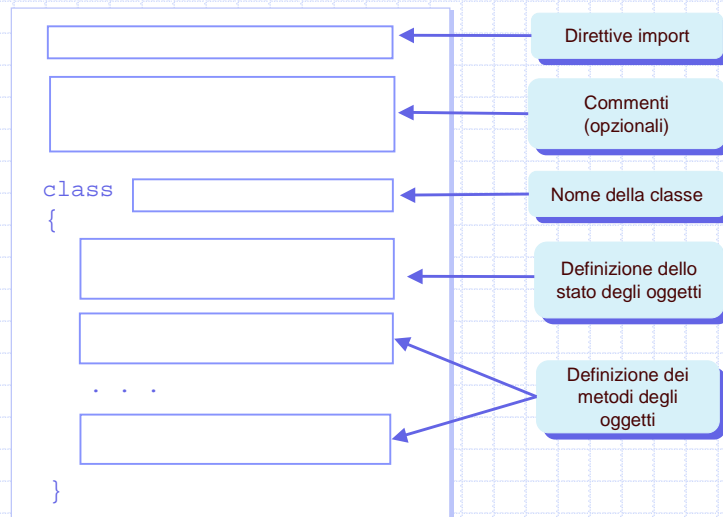 Direttive import
Commenti
(opzionali)
class
Nome della classe
{
Definizione dello
stato degli oggetti
. . .
Definizione dei
metodi degli
oggetti
}